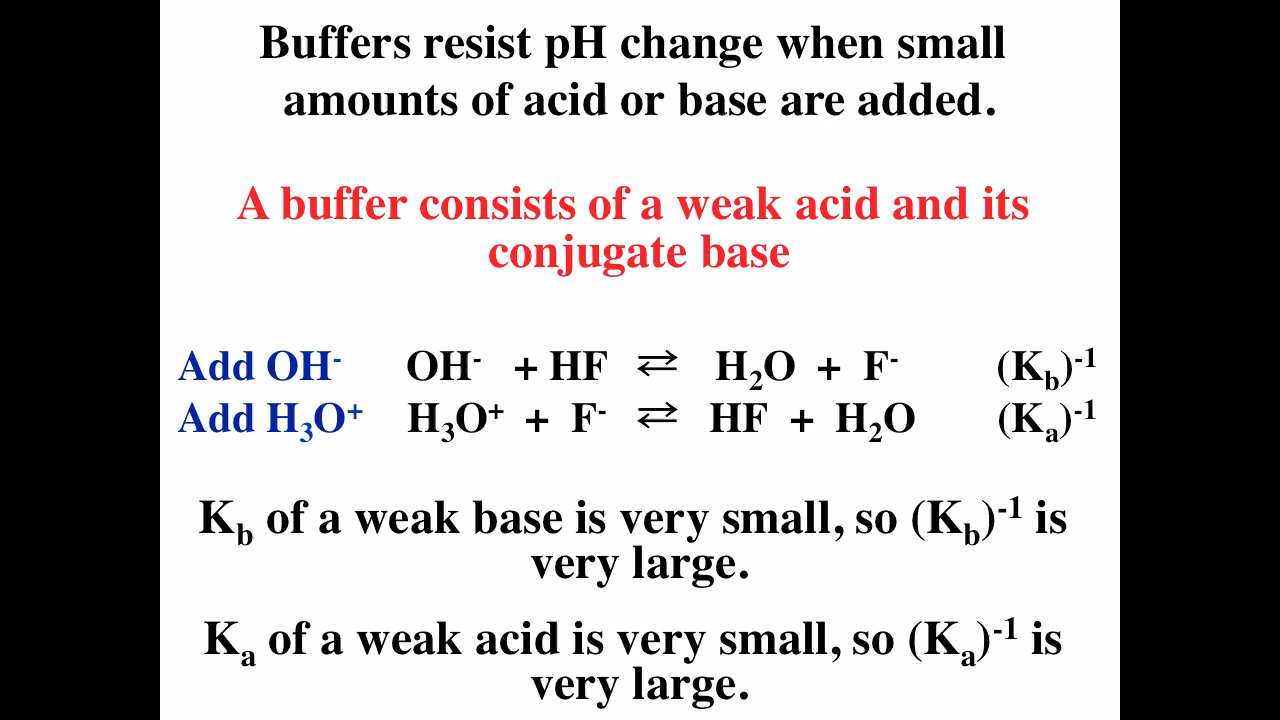 Buffers resist pH change when small
amounts of acid or base are added.
A buffer consists of a weak acid and its
conjugate base
Add OH⁻ OH⁻ + HF ⇄ H₂O + F⁻ (K_b)⁻¹
Add H₃O⁺ H₃O⁺ + F⁻ ⇄ HF + H₂O (Kₐ)⁻¹
K_b of a weak base is very small, so (K_b)⁻¹ is
very large.
Kₐ of a weak acid is very small, so (Kₐ)⁻¹ is
very large.